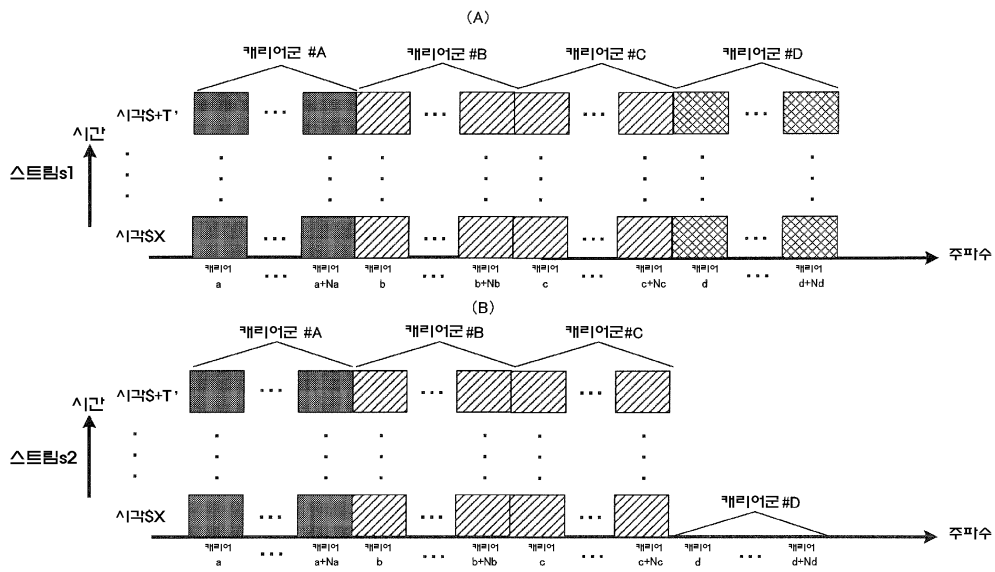 (A)
캐리어군 #A 캐리어군 #B 캐리어군 #C 캐리어군 #D
시각$+T'
시간
스트림s1
시각$X
주파수
캐리어 캐리어 캐리어 캐리어 캐리어 캐리어 캐리어 캐리어
a ... a+Na b ... b+Nb c ... c+Nc d ... d+Nd
(B)
캐리어군 #A 캐리어군 #B 캐리어군#C
시각$+T'
시간
스트림s2
캐리어군 #D
시각$X
주파수
캐리어 캐리어 캐리어 캐리어 캐리어 캐리어 캐리어 캐리어
a ... a+Na b ... b+Nb c ... c+Nc d ... d+Nd